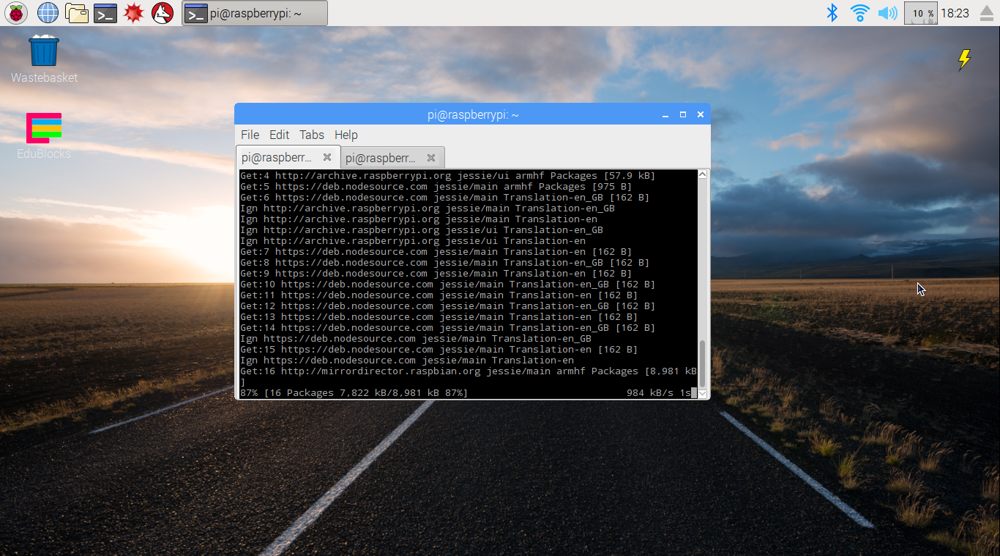 pi@raspberrypi: ~
10 %
18:23
Wastebasket
EduBlocks
pi@raspberrypi: ~
File Edit Tabs Help
pi@raspberr...
pi@raspberr...
Get:4 http://archive.raspberrypi.org jessie/ui armhf Packages [57.9 kB]
Get:5 https://deb.nodesource.com jessie/main armhf Packages [975 B]
Get:6 https://deb.nodesource.com jessie/main Translation-en_GB [162 B]
Ign http://archive.raspberrypi.org jessie/main Translation-en_GB
Ign http://archive.raspberrypi.org jessie/main Translation-en
Ign http://archive.raspberrypi.org jessie/ui Translation-en_GB
Ign http://archive.raspberrypi.org jessie/ui Translation-en
Get:7 https://deb.nodesource.com jessie/main Translation-en [162 B]
Get:8 https://deb.nodesource.com jessie/main Translation-en_GB [162 B]
Get:9 https://deb.nodesource.com jessie/main Translation-en [162 B]
Get:10 https://deb.nodesource.com jessie/main Translation-en_GB [162 B]
Get:11 https://deb.nodesource.com jessie/main Translation-en [162 B]
Get:12 https://deb.nodesource.com jessie/main Translation-en_GB [162 B]
Get:13 https://deb.nodesource.com jessie/main Translation-en [162 B]
Get:14 https://deb.nodesource.com jessie/main Translation-en_GB [162 B]
Ign https://deb.nodesource.com jessie/main Translation-en_GB
Get:15 https://deb.nodesource.com jessie/main Translation-en [162 B]
Ign https://deb.nodesource.com jessie/main Translation-en
Get:16 http://mirrordirector.raspbian.org jessie/main armhf Packages [8,981 kB
]
87% [16 Packages 7,822 kB/8,981 kB 87%] 984 kB/s 1s